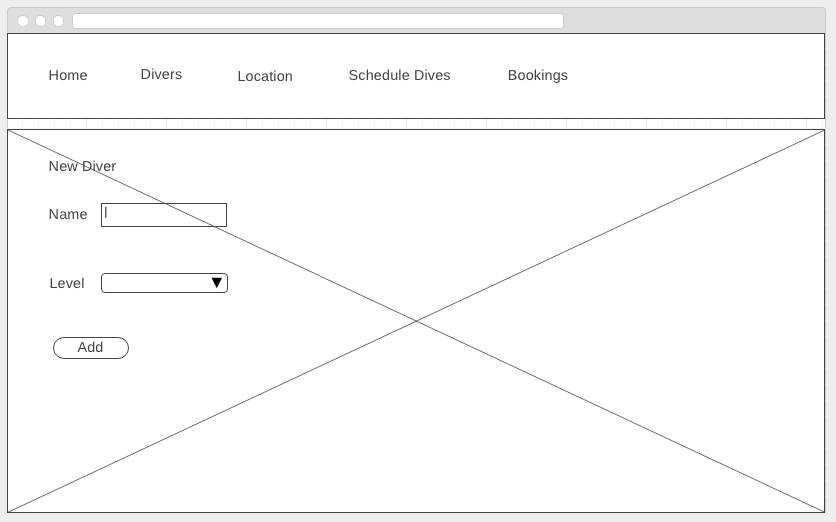 Home Divers Location Schedule Dives Bookings
New Diver
Name
Level
Add